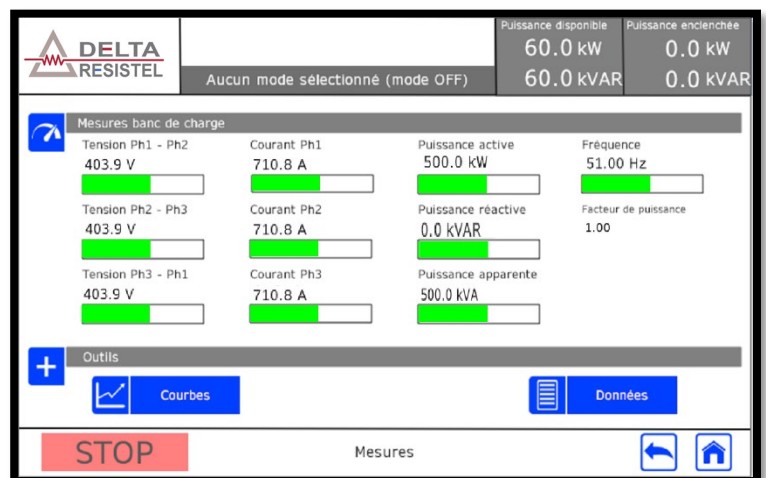 DELTA
RESISTEL
Aucun mode sélectionné (mode OFF)
Puissance disponible
60.0 kW
60.0 kVAR
Puissance enclenchée
0.0 kW
0.0 kVAR
Mesures banc de charge
Tension Ph1 - Ph2
Courant Ph1
Puissance active
Fréquence
403.9 V
710.8 A
500.0 kW
51.00 Hz
Tension Ph2 - Ph3
Courant Ph2
Puissance réactive
Facteur de puissance
403.9 V
710.8 A
0.0 kVAR
1.00
Tension Ph3 - Ph1
Courant Ph3
Puissance apparente
403.9 V
710.8 A
500.0 kVA
Outils
Courbes
Données
STOP
Mesures